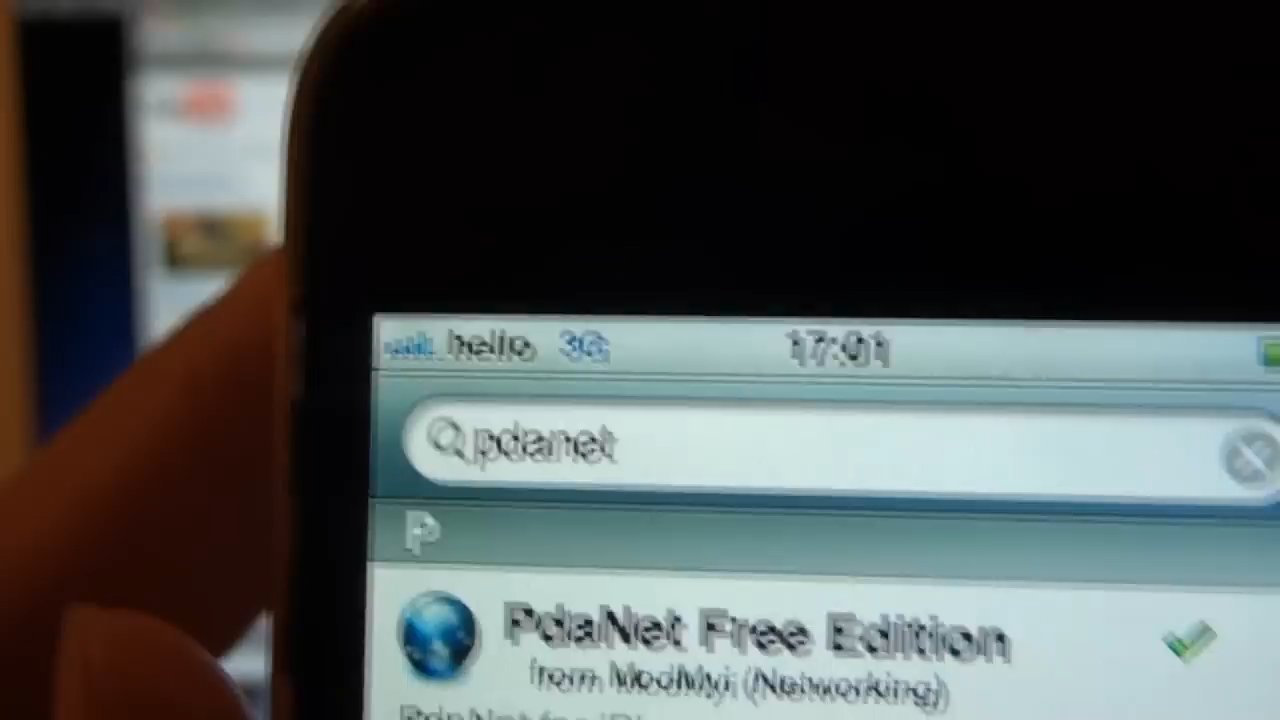 hello 3G 17:01
pdanet
P
PdaNet Free Edition
from ModMyi (Networking)